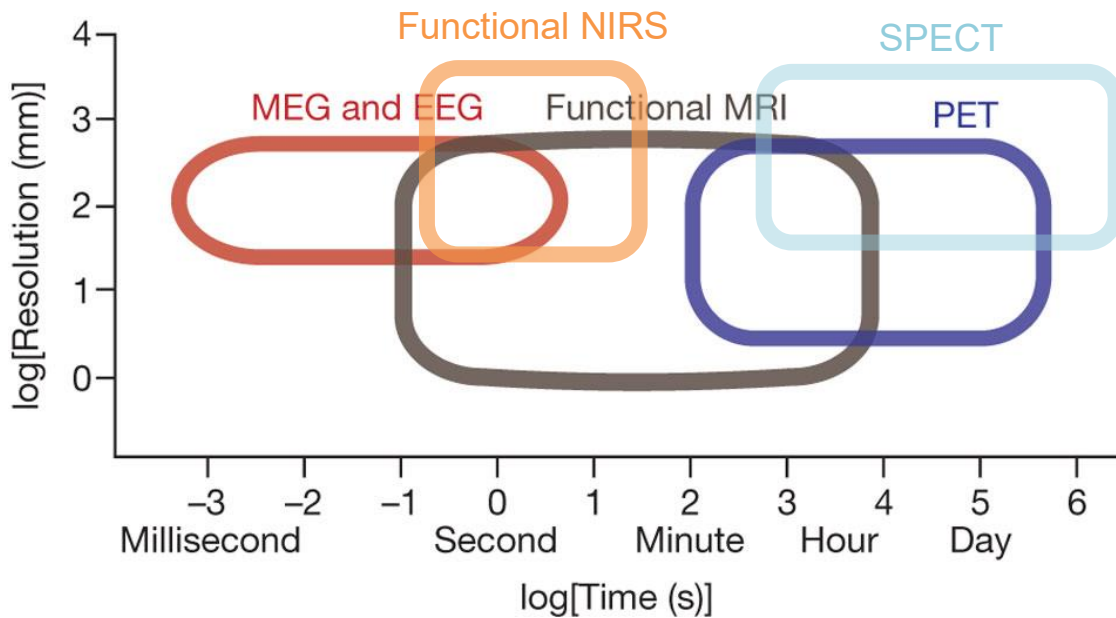 Functional NIRS
SPECT
MEG and EEG
Functional MRI
PET
log[Resolution (mm)]
4
3
2
1
0
–3 –2 –1 0 1 2 3 4 5 6
Millisecond Second Minute Hour Day
log[Time (s)]